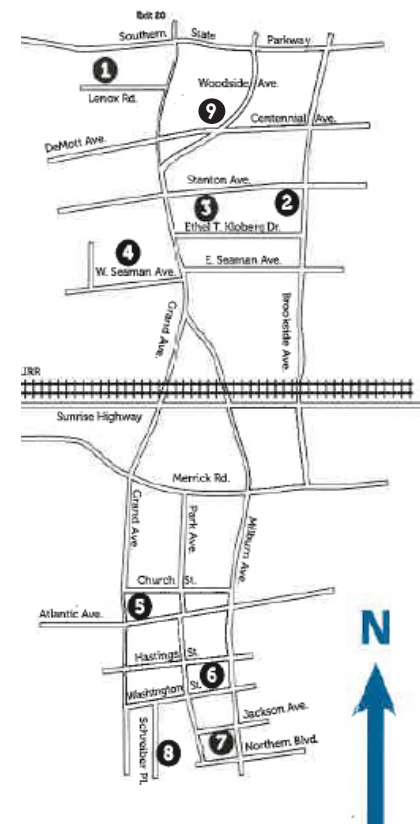 Exit 20
Southern State Parkway
1
Lenox Rd.
Woodside Ave.
9
Centennial Ave.
DeMott Ave.
Stanton Ave.
3
2
Ethel T. Kloberg Dr.
4
E. Seaman Ave.
W. Seaman Ave.
Grand Ave.
Brookside Ave.
IRR
Sunrise Highway
Merrick Rd.
Grand Ave.
Park Ave.
Milburn Ave.
Church St.
5
Atlantic Ave.
N
Hastings St.
6
Washington St.
Jackson Ave.
Schreiber Pl.
8
7
Northern Blvd.